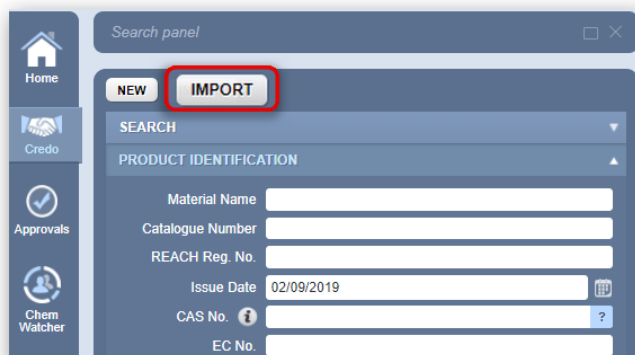 Search panel
Home
NEW
IMPORT
SEARCH
PRODUCT IDENTIFICATION
Credo
Material Name
Catalogue Number
REACH Reg. No.
Issue Date 02/09/2019
CAS No. i ?
EC No.
Approvals
Chem
Watcher